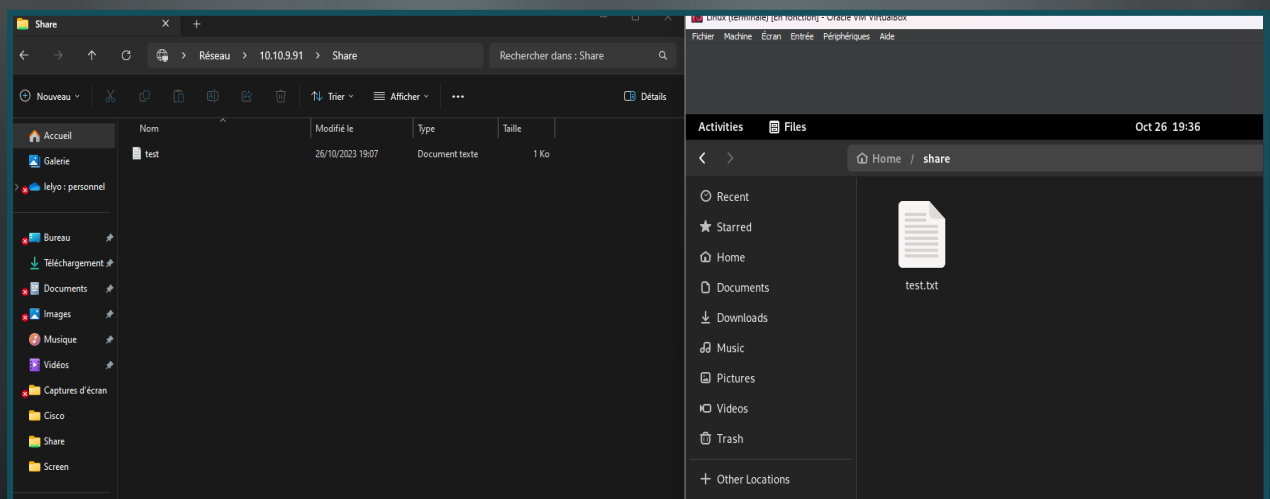 Share
Réseau > 10.10.9.91 > Share
Rechercher dans : Share
Nouveau
Trier
Afficher
Détails
Nom
Modifié le
Type
Taille
test
26/10/2023 19:07
Document texte
1 Ko
Accueil
Galerie
lelyo : personnel
Bureau
Téléchargement
Documents
Images
Musique
Vidéos
Captures d'écran
Cisco
Share
Screen
Linux (terminale) [En fonction] - Oracle VM VirtualBox
Fichier Machine Écran Entrée Périphériques Aide
Activities
Files
Oct 26 19:36
Home / share
Recent
Starred
Home
Documents
Downloads
Music
Pictures
Videos
Trash
Other Locations
test.txt